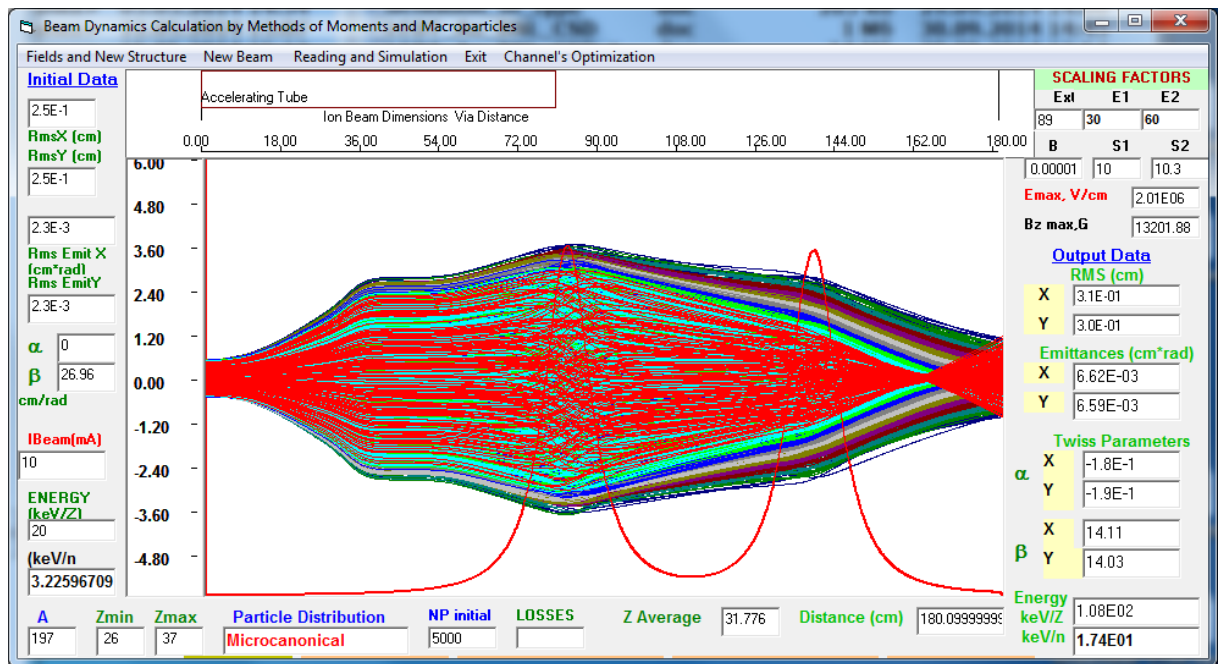 Beam Dynamics Calculation by Methods of Moments and Macroparticles
Fields and New Structure New Beam Reading and Simulation Exit Channel's Optimization
Initial Data
2.5E-1
RmsX (cm)
RmsY (cm)
2.5E-1
2.3E-3
Rms Emit X
(cm*rad)
Rms EmitY
2.3E-3
α 0
β 26.96
cm/rad
IBeam(mA)
10
ENERGY
(keV/Z)
20
(keV/n
3.22596709
Accelerating Tube
Ion Beam Dimensions Via Distance
0.00 18.00 36.00 54.00 72.00 90.00 108.00 126.00 144.00 162.00 180.00
6.00
4.80
3.60
2.40
1.20
0.00
-1.20
-2.40
-3.60
-4.80
SCALING FACTORS
Ext E1 E2
89 30 60
B S1 S2
0.00001 10 10.3
Emax, V/cm 2.01E06
Bz max,G 13201.88
Output Data
RMS (cm)
X 3.1E-01
Y 3.0E-01
Emittances (cm*rad)
X 6.62E-03
Y 6.59E-03
Twiss Parameters
α
X -1.8E-1
Y -1.9E-1
β
X 14.11
Y 14.03
Energy
keV/Z 1.08E02
keV/n 1.74E01
A Zmin Zmax Particle Distribution NP initial LOSSES Z Average 31.776 Distance (cm) 180.09999999
197 26 37 Microcanonical 5000